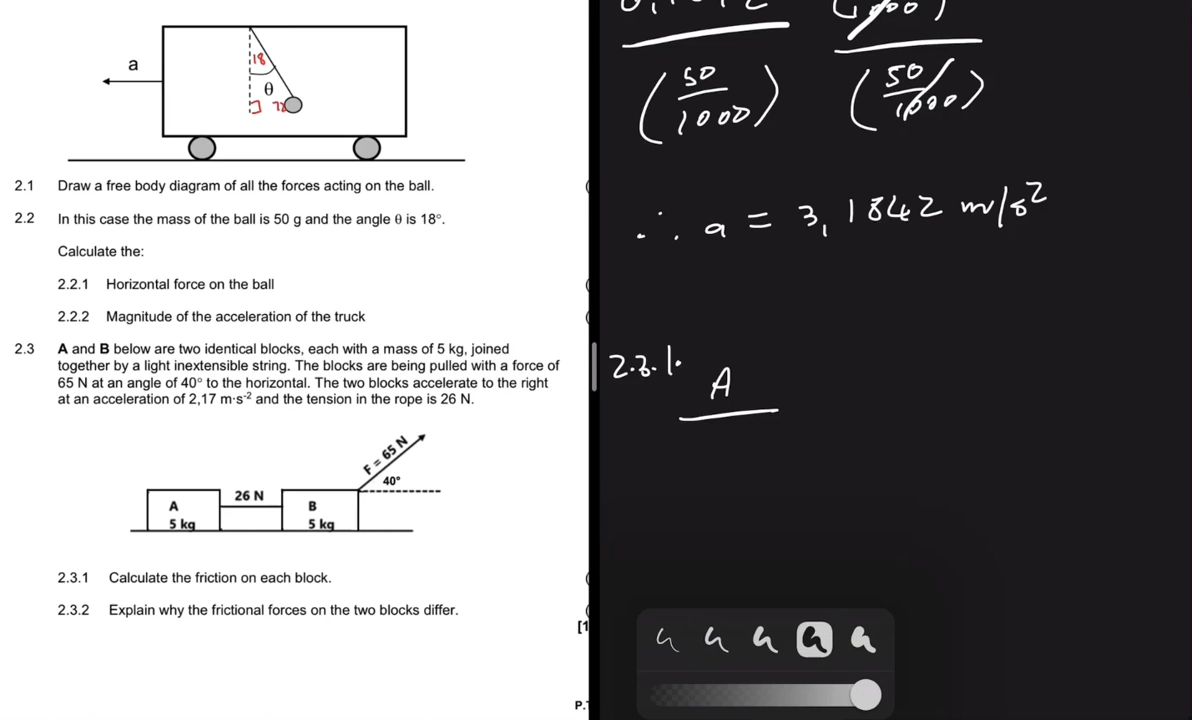 a
18
θ
2.1 Draw a free body diagram of all the forces acting on the ball.
2.2 In this case the mass of the ball is 50 g and the angle θ is 18°.
Calculate the:
2.2.1 Horizontal force on the ball
2.2.2 Magnitude of the acceleration of the truck
2.3 A and B below are two identical blocks, each with a mass of 5 kg, joined
together by a light inextensible string. The blocks are being pulled with a force of
65 N at an angle of 40° to the horizontal. The two blocks accelerate to the right
at an acceleration of 2,17 m·s-2 and the tension in the rope is 26 N.
F = 65 N
40°
26 N
A B
5 kg 5 kg
2.3.1 Calculate the friction on each block.
2.3.2 Explain why the frictional forces on the two blocks differ.
[1
P.
(50/1000) (50/1000)
∴ a = 3,1842 m/s²
2.3.1. A